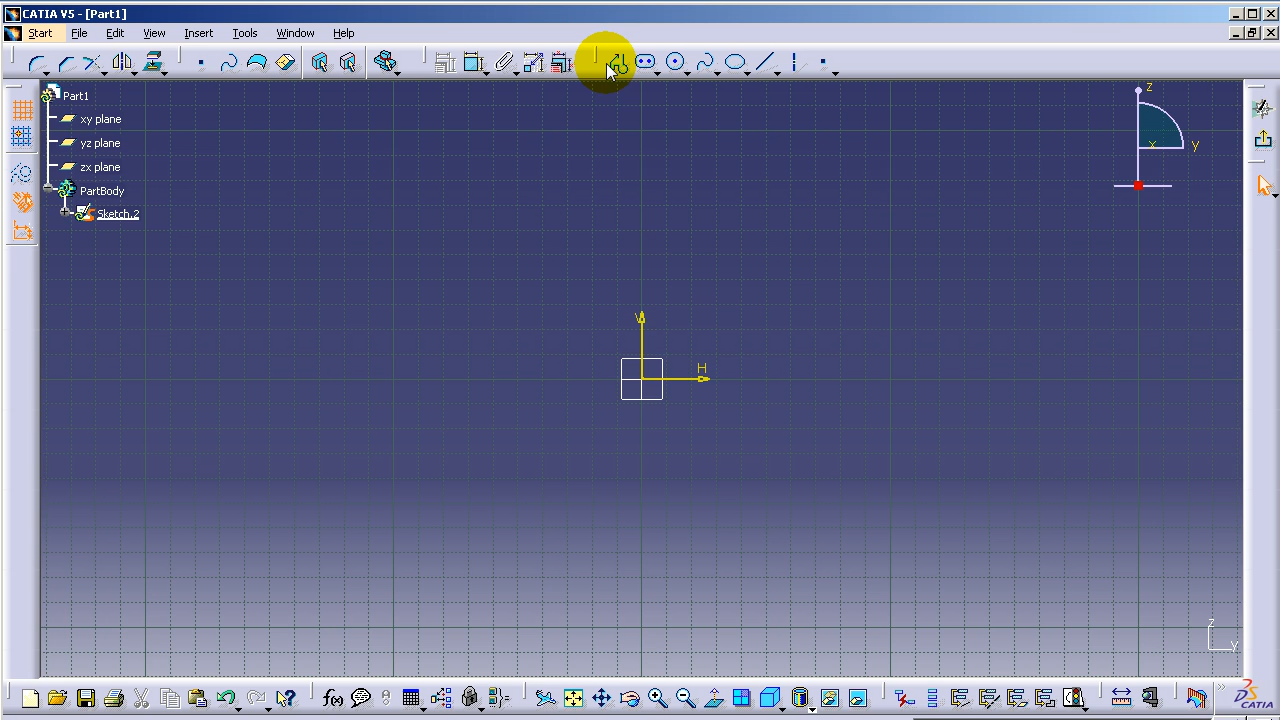 CATIA V5 - [Part1]
Start File Edit View Insert Tools Window Help
Part1
xy plane
yz plane
zx plane
PartBody
Sketch.2
z
x y
V
H
z
y
f(x)
CATIA